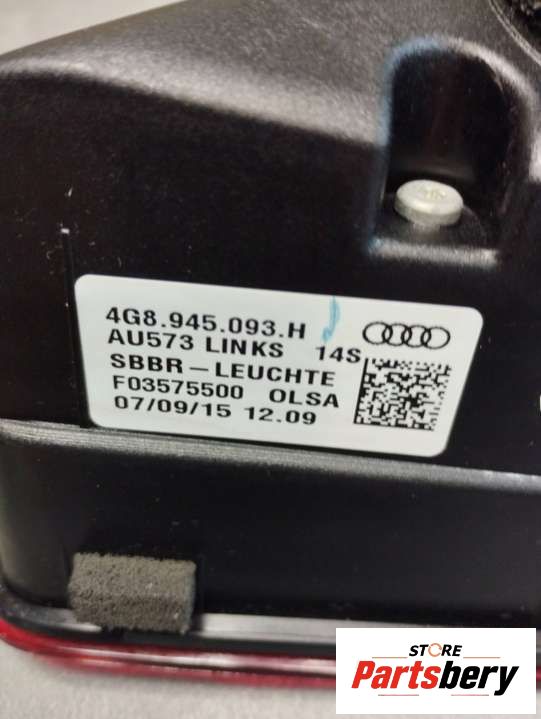 4G8.945.093.H
AU573 LINKS 14S
SBBR-LEUCHTE
F03575500 OLSA
07/09/15 12.09
STORE
Partsbery